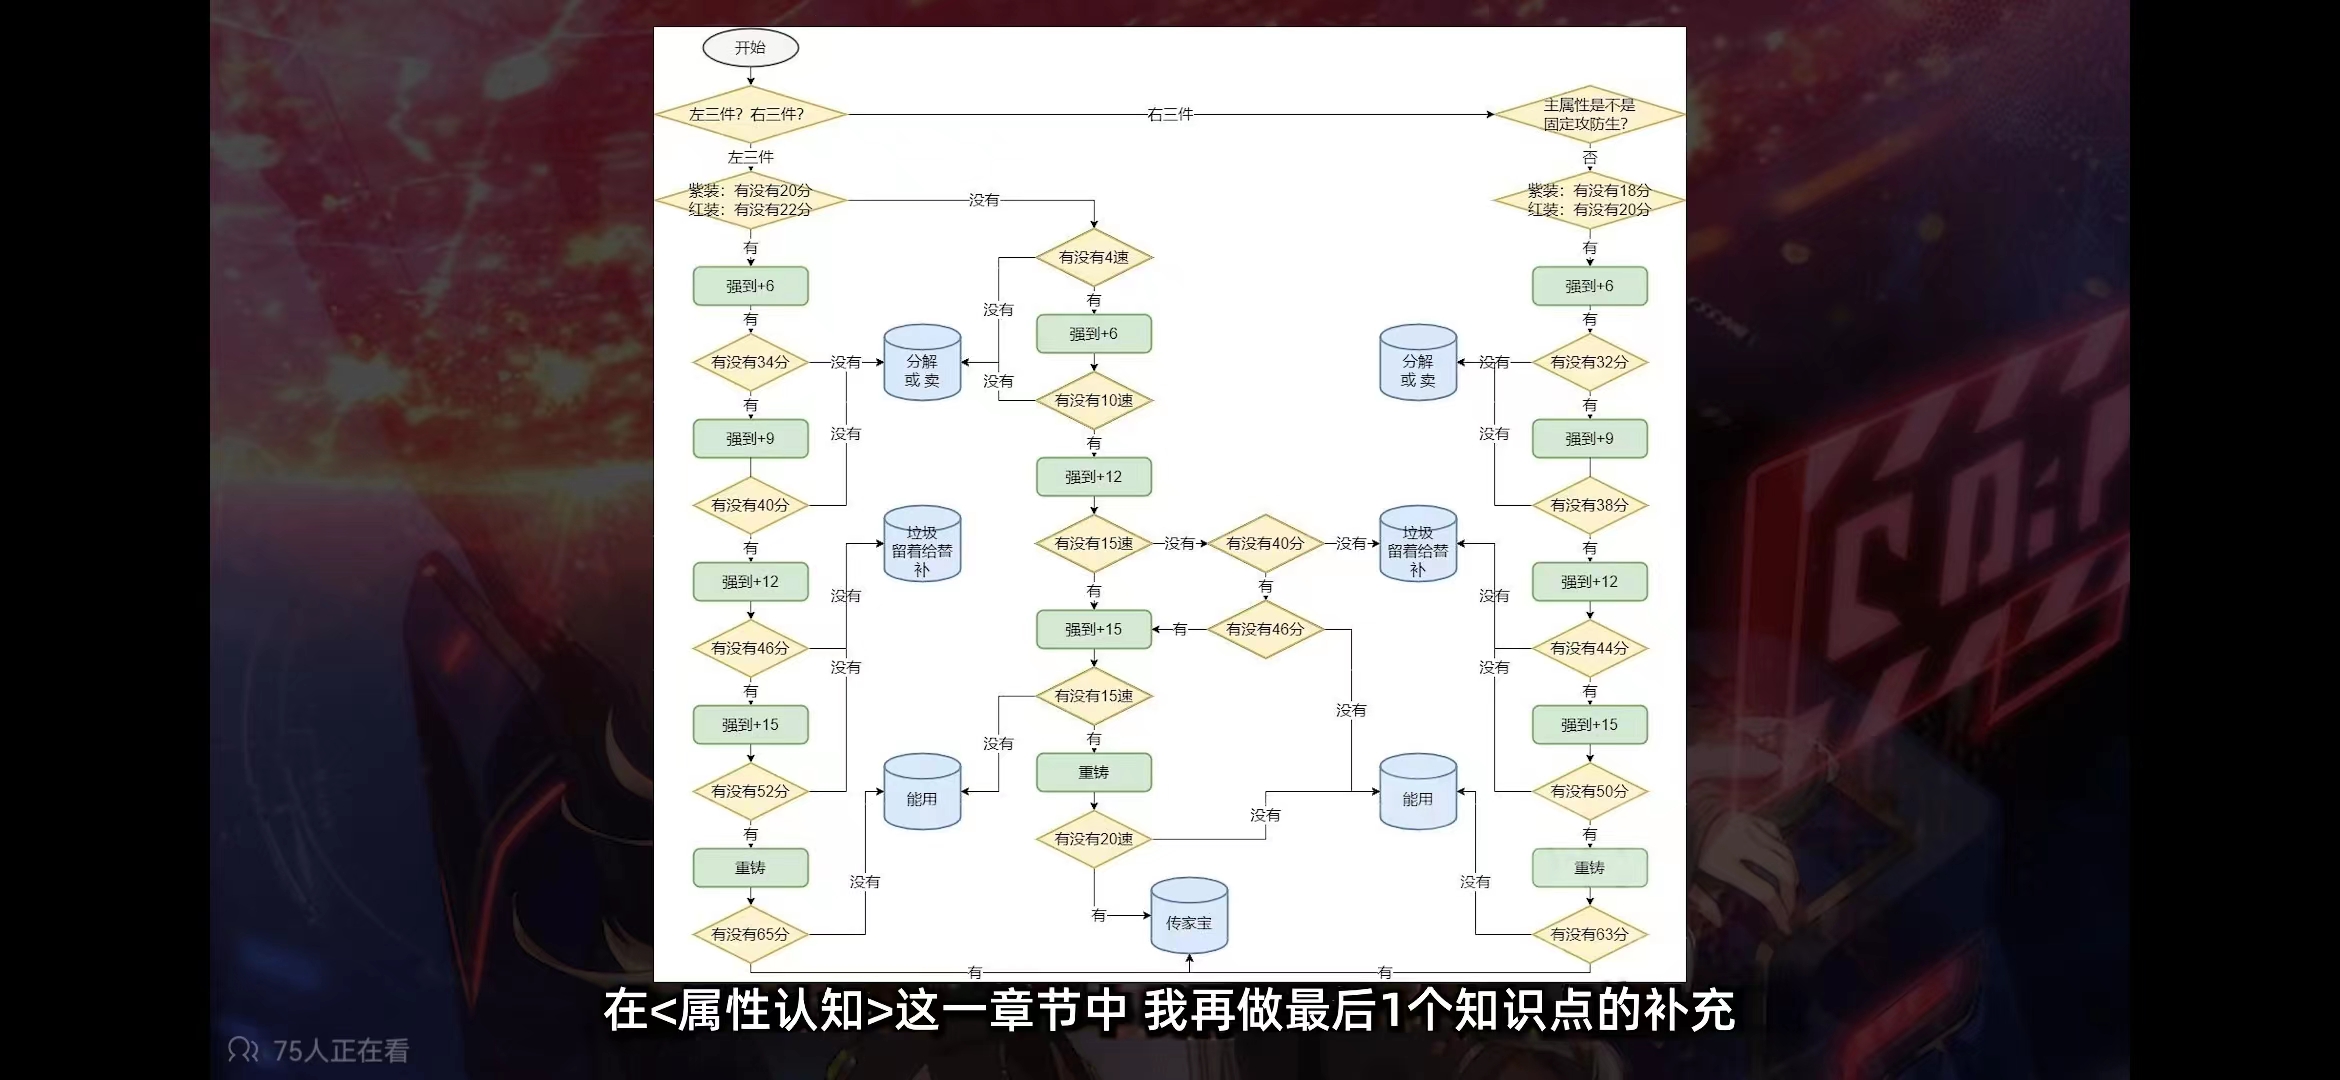 开始
左三件？右三件？
右三件
主属性是不是
固定攻防生？
左三件
否
紫装：有没有20分
红装：有没有22分
没有
紫装：有没有18分
红装：有没有20分
有
有没有4速
有
强到+6
没有
有
强到+6
有
强到+6
有
有没有34分
没有
分解
或 卖
没有
有没有10速
分解
或 卖
没有
有没有32分
有
强到+9
没有
有
没有
有
强到+9
有没有40分
强到+12
有没有38分
有
垃圾
留着给替
补
有没有15速
没有
有没有40分
没有
垃圾
留着给替
补
有
强到+12
没有
有
有
没有
强到+12
有没有46分
没有
强到+15
有
有没有46分
没有
有没有44分
有
有没有15速
没有
有
强到+15
没有
有
强到+15
有没有52分
能用
重铸
没有
能用
有没有50分
有
有没有20速
有
重铸
没有
没有
重铸
有没有65分
有
传家宝
有没有63分
有
有
在<属性认知>这一章节中 我再做最后1个知识点的补充
75人正在看